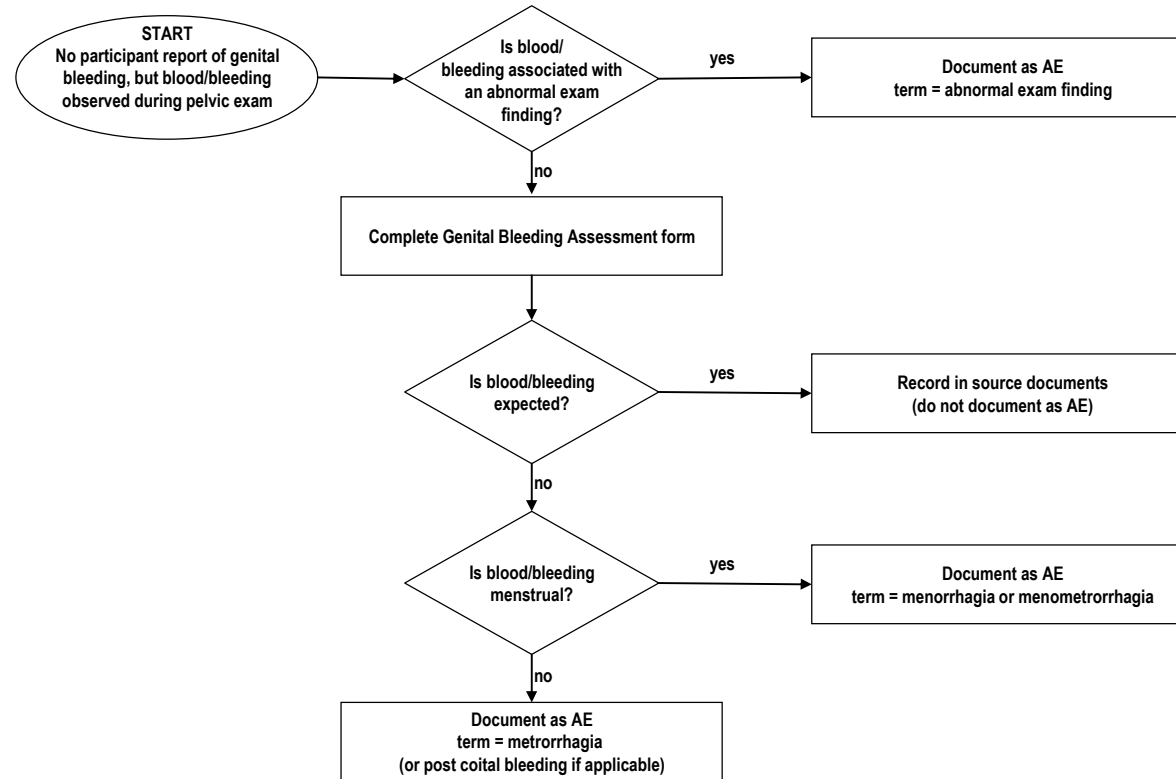 START
No participant report of genital
bleeding, but blood/bleeding
observed during pelvic exam
Is blood/
bleeding associated with
an abnormal exam
finding?
yes
Document as AE
term = abnormal exam finding
no
Complete Genital Bleeding Assessment form
Is blood/bleeding
expected?
yes
Record in source documents
(do not document as AE)
no
Is blood/bleeding
menstrual?
yes
Document as AE
term = menorrhagia or menometrorrhagia
no
Document as AE
term = metrorrhagia
(or post coital bleeding if applicable)